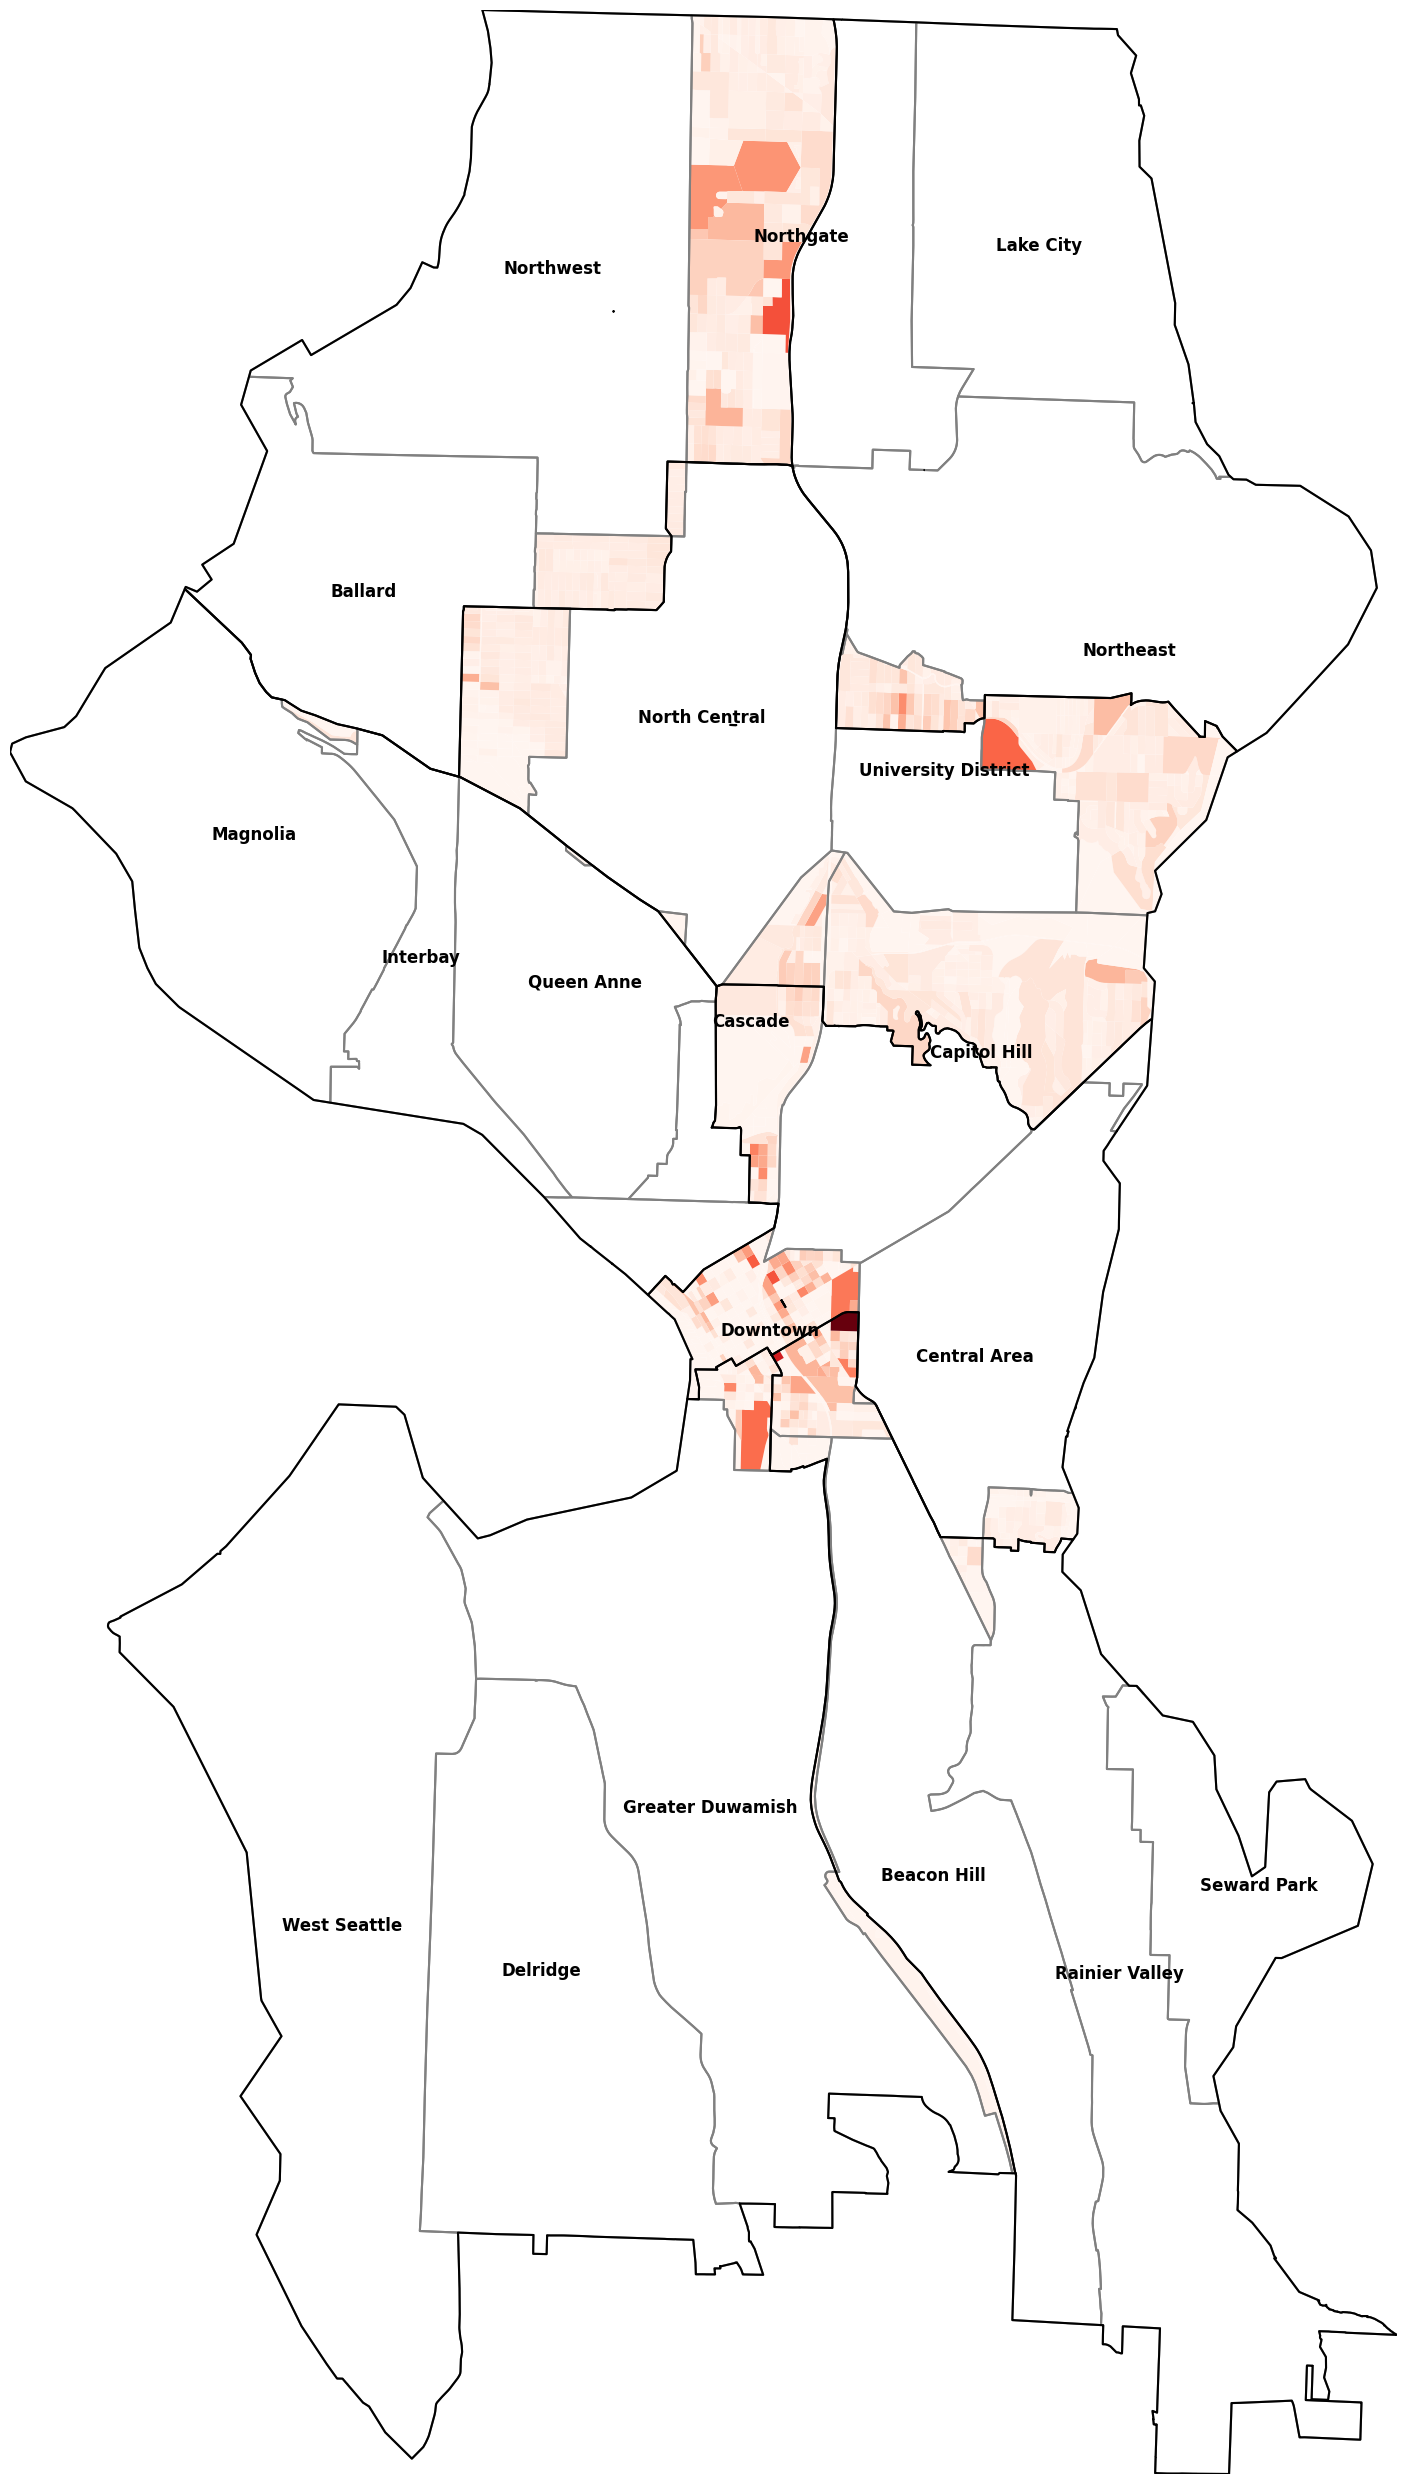 Northgate
Lake City
Northwest
Ballard
Northeast
North Central
University District
Magnolia
Interbay
Queen Anne
Cascade
Capitol Hill
Downtown
Central Area
Greater Duwamish
Beacon Hill
Seward Park
West Seattle
Delridge
Rainier Valley